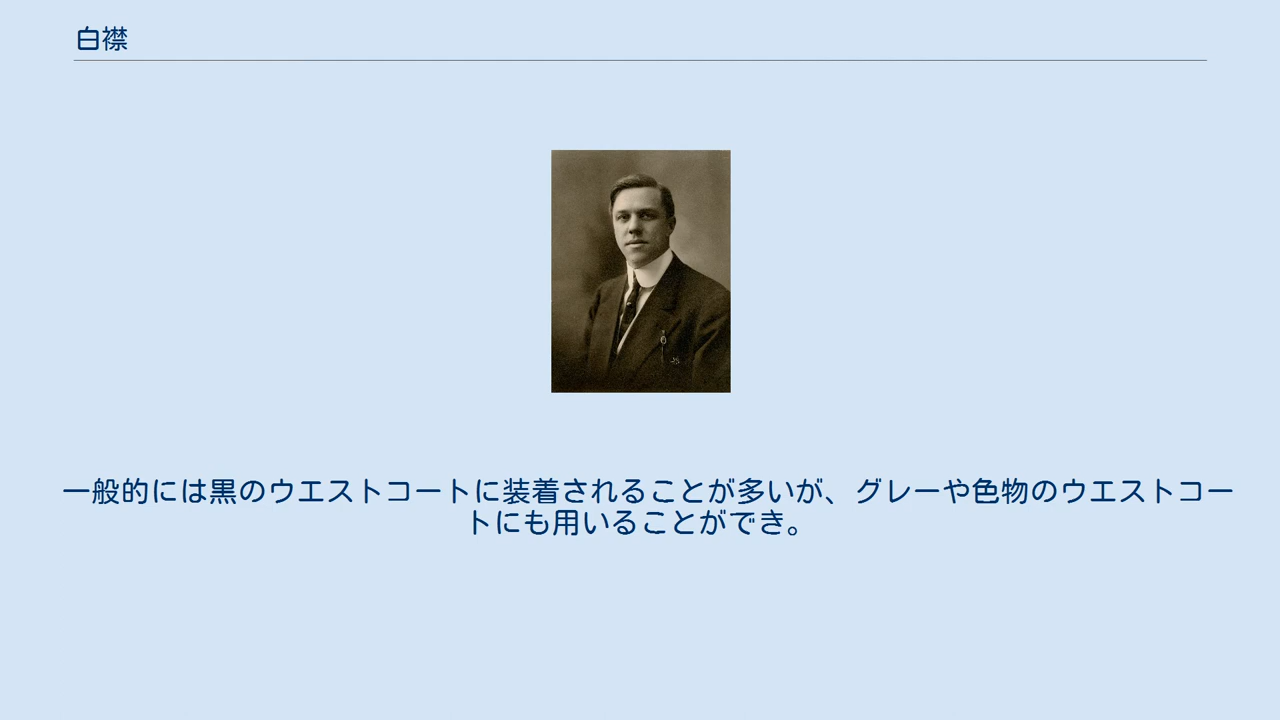 白襟
一般的には黒のウエストコートに装着されることが多いが、グレーや色物のウエストコー
トにも用いることができ。